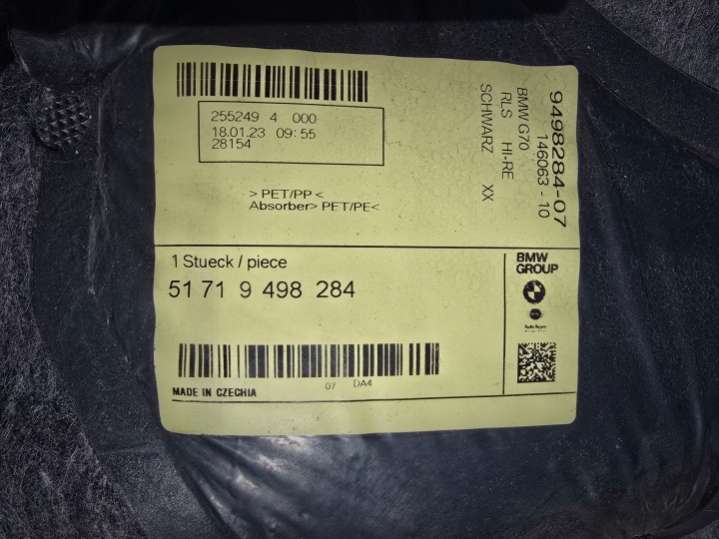 255249 4 000
18.01.23 09:55
28154
> PET/PP <
Absorber> PET/PE<
9498284-07
146063 - 10
BMW G70
RLS HI-RE
SCHWARZ XX
1 Stueck / piece
51 71 9 498 284
BMW
GROUP
07 DA4
MADE IN CZECHIA